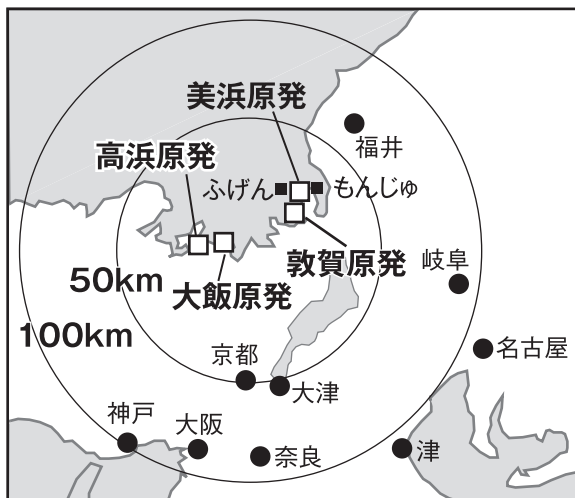 美浜原発
福井
高浜原発
ふげん
もんじゅ
敦賀原発
岐阜
50km
大飯原発
100km
名古屋
京都
大津
神戸
大阪
奈良
津